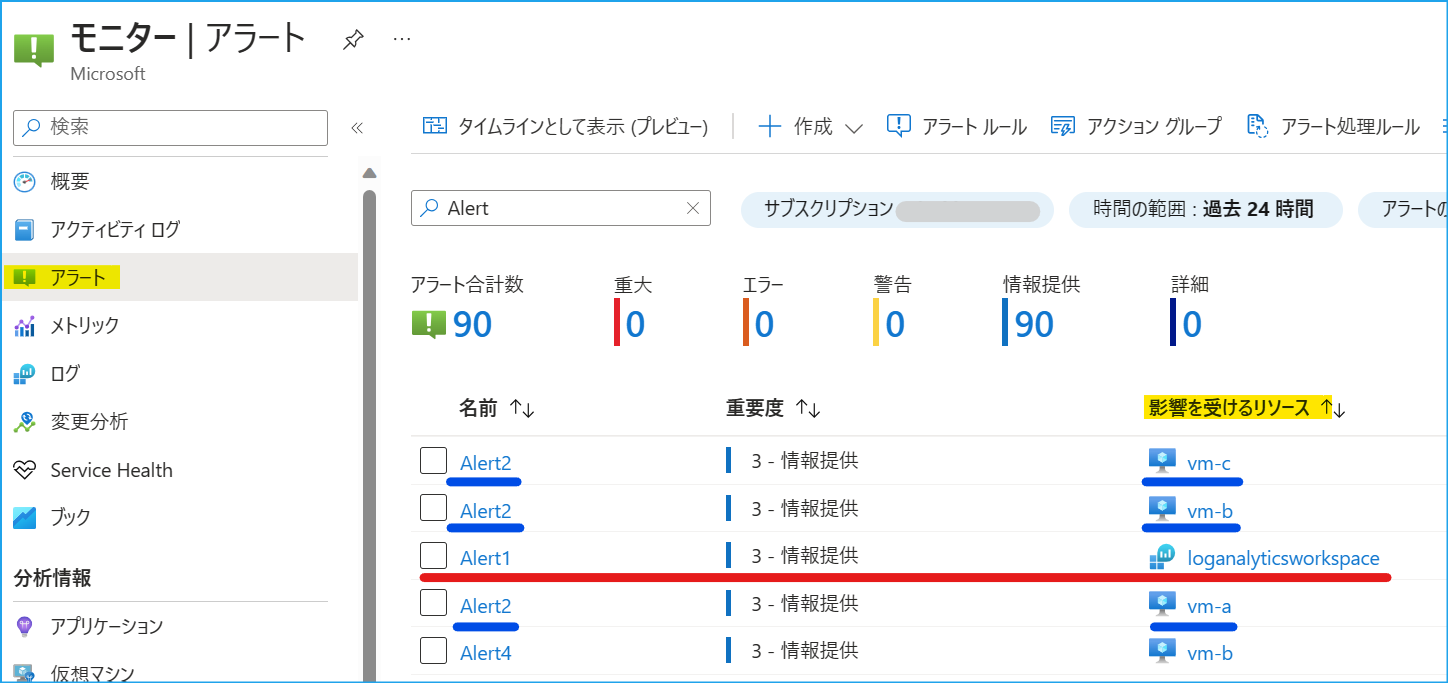 モニター | アラート
Microsoft
検索
概要
アクティビティ ログ
アラート
メトリック
ログ
変更分析
Service Health
ブック
分析情報
アプリケーション
仮想マシン
タイムラインとして表示 (プレビュー)
作成
アラート ルール
アクション グループ
アラート処理ルール
Alert
サブスクリプション
時間の範囲 : 過去 24 時間
アラートの
アラート合計数 重大 エラー 警告 情報提供 詳細
90 0 0 0 90 0
名前 重要度 影響を受けるリソース
Alert2 3 - 情報提供 vm-c
Alert2 3 - 情報提供 vm-b
Alert1 3 - 情報提供 loganalyticsworkspace
Alert2 3 - 情報提供 vm-a
Alert4 3 - 情報提供 vm-b